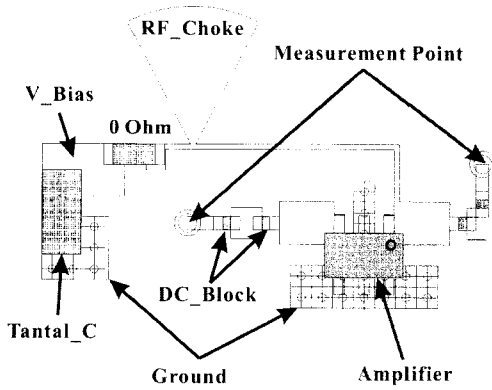 RF_Choke
Measurement Point
V_Bias
0 Ohm
DC_Block
Tantal_C
Ground
Amplifier